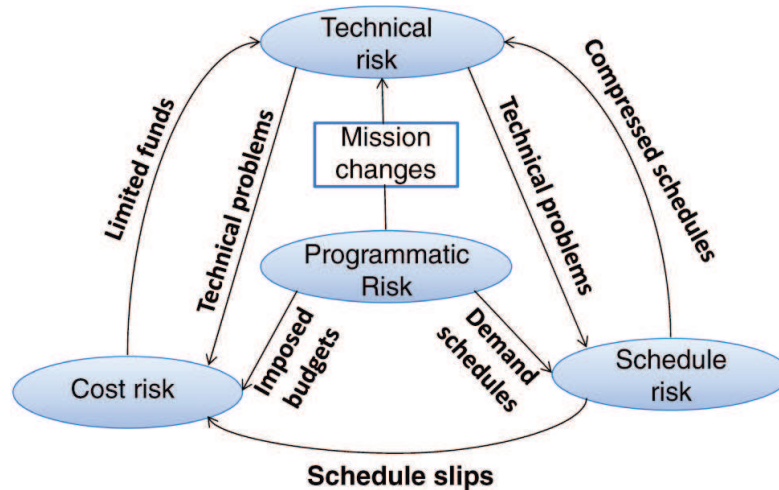 Technical
risk
Limited funds
Technical problems
Mission
changes
Technical problems
Compressed schedules
Programmatic
Risk
Imposed
budgets
Demand
schedules
Cost risk
Schedule
risk
Schedule slips